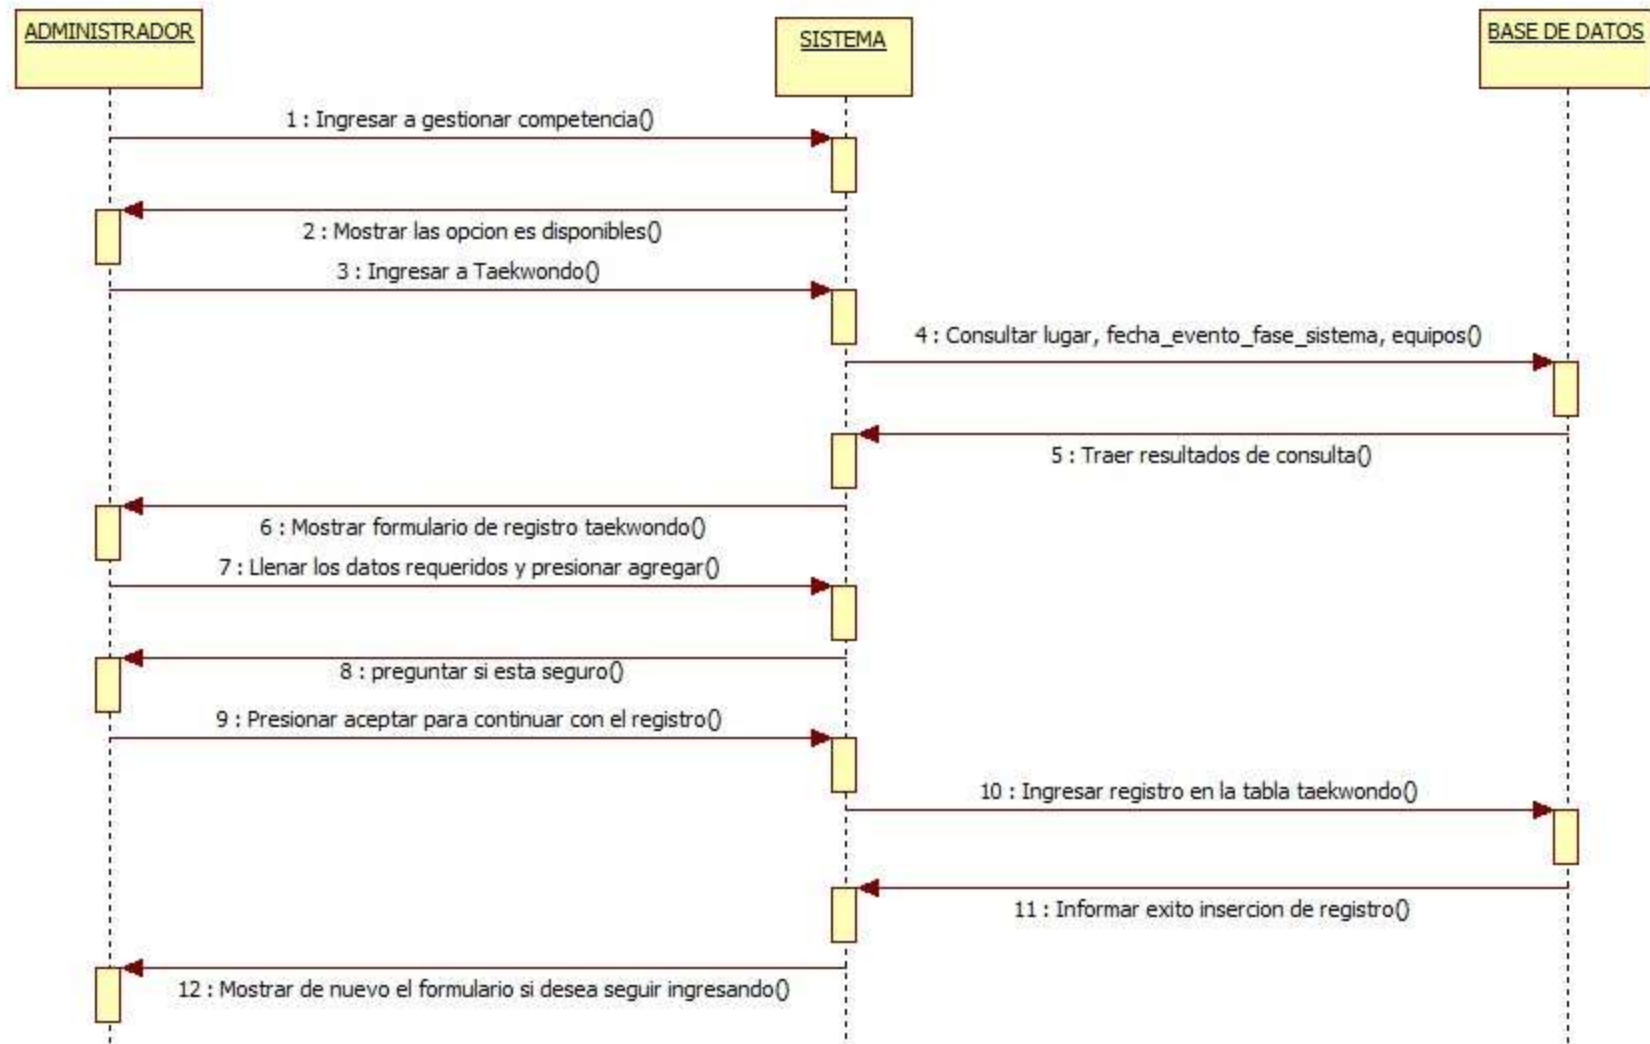 ADMINISTRADOR
SISTEMA
BASE DE DATOS
1 : Ingresar a gestionar competencia()
2 : Mostrar las opcion es disponibles()
3 : Ingresar a Taekwondo()
4 : Consultar lugar, fecha_evento_fase_sistema, equipos()
5 : Traer resultados de consulta()
6 : Mostrar formulario de registro taekwondo()
7 : Llenar los datos requeridos y presionar agregar()
8 : preguntar si esta seguro()
9 : Presionar aceptar para continuar con el registro()
10 : Ingresar registro en la tabla taekwondo()
11 : Informar exito insercion de registro()
12 : Mostrar de nuevo el formulario si desea seguir ingresando()